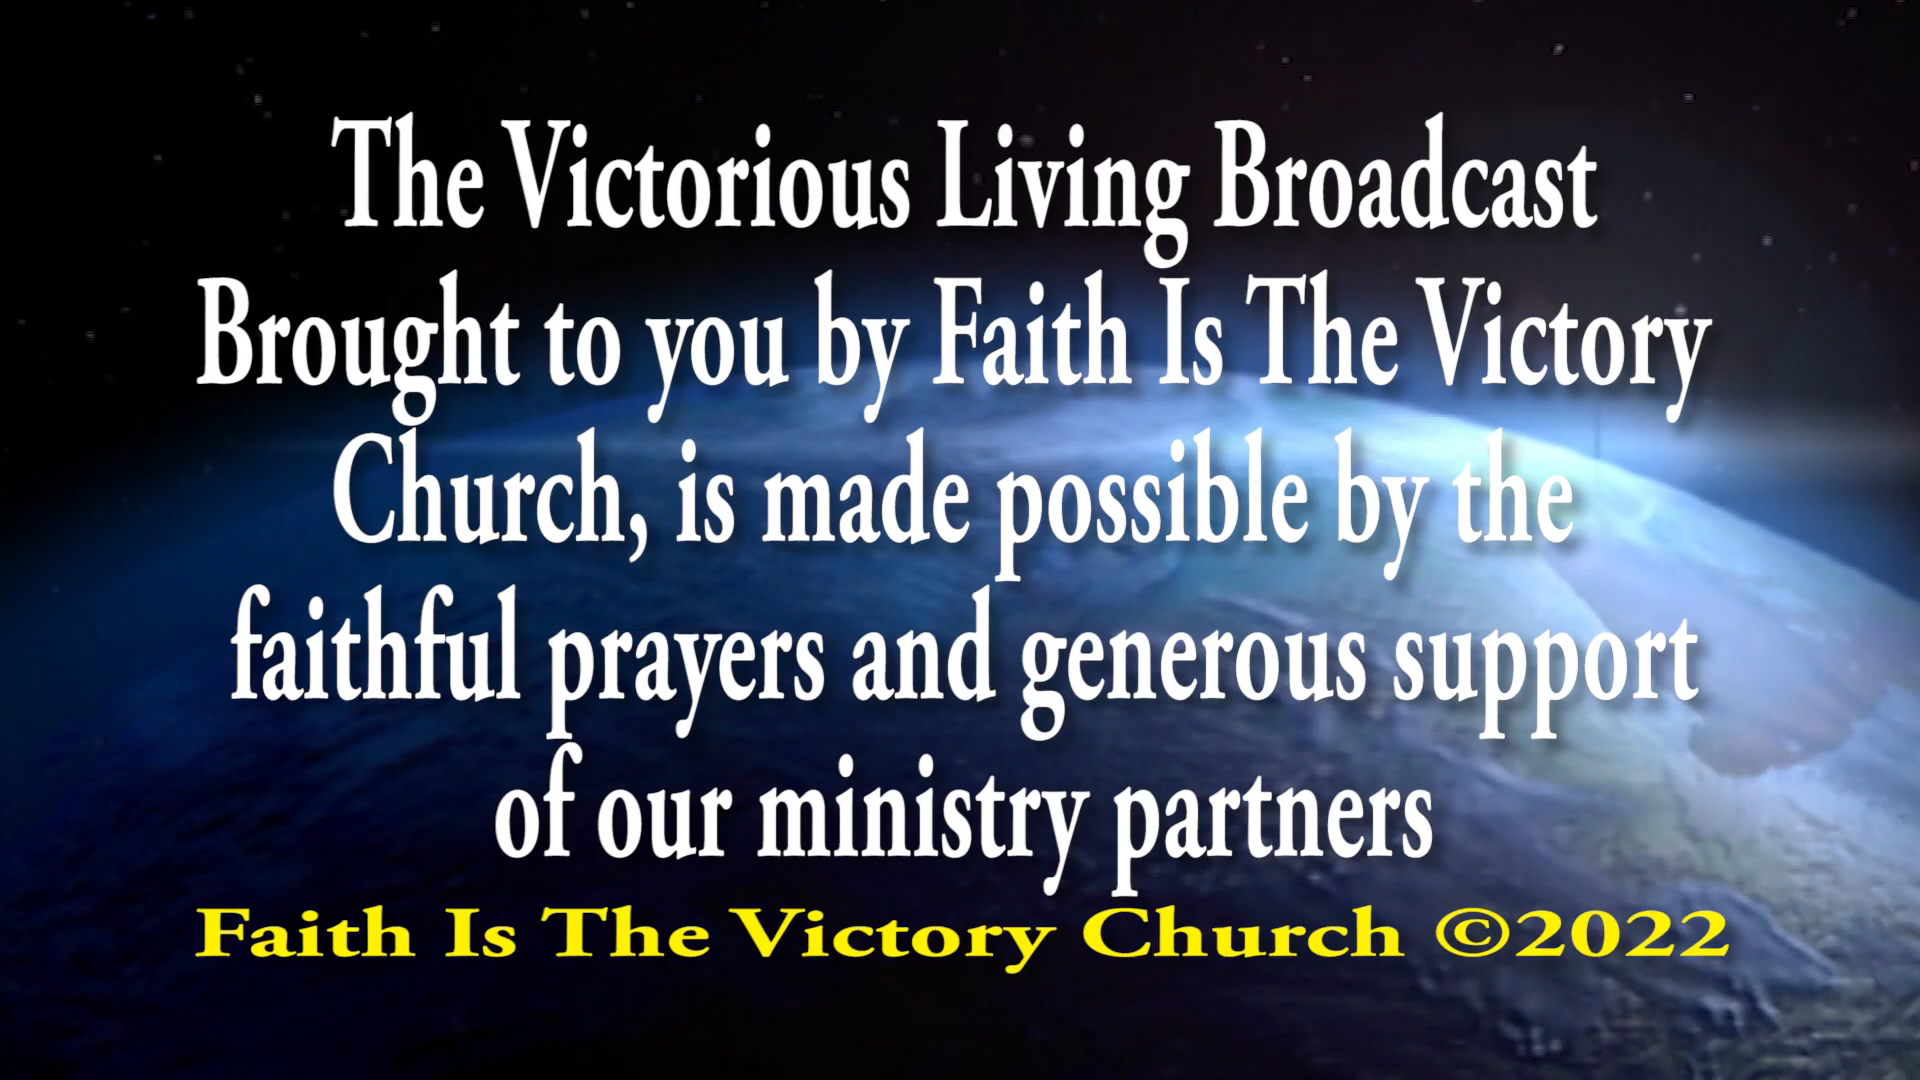 The Victorious Living Broadcast
Brought to you by Faith Is The Victory
Church, is made possible by the
faithful prayers and generous support
of our ministry partners
Faith Is The Victory Church ©2022